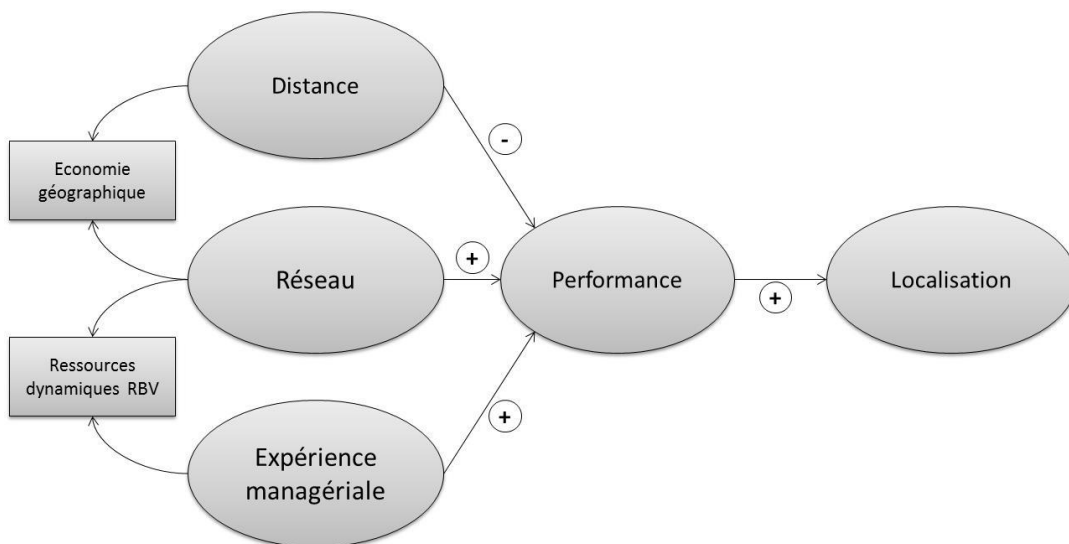 Distance
-
Economie
géographique
Réseau
+
Performance
+
Localisation
Ressources
dynamiques RBV
+
Expérience
managériale